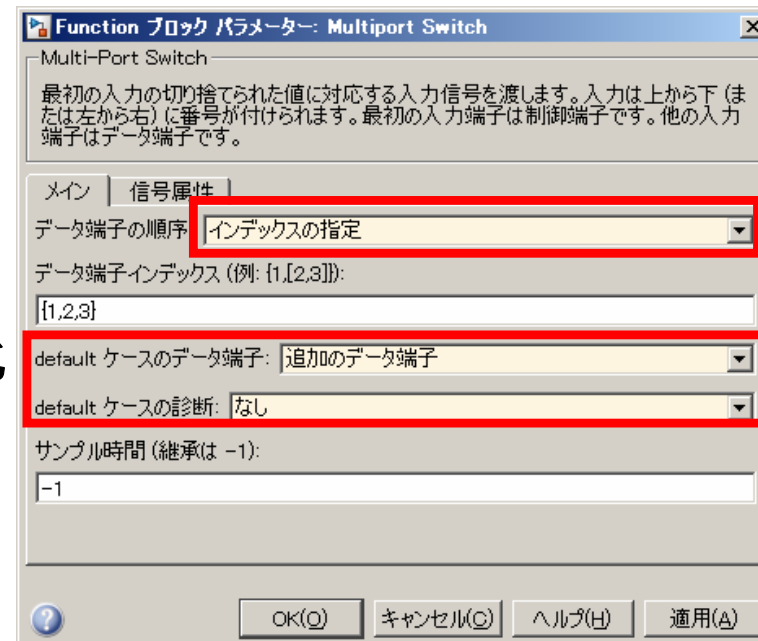 Function ブロック パラメーター: Multiport Switch
Multi-Port Switch
最初の入力の切り捨てられた値に対応する入力信号を渡します。入力は上から下 (ま
たは左から右) に番号が付けられます。最初の入力端子は制御端子です。他の入力
端子はデータ端子です。
メイン 信号属性
データ端子の順序: インデックスの指定
データ端子インデックス (例: {1,[2,3]}):
{1,2,3}
default ケースのデータ端子: 追加のデータ端子
default ケースの診断: なし
サンプル時間 (継承は -1):
-1
OK(O) キャンセル(C) ヘルプ(H) 適用(A)